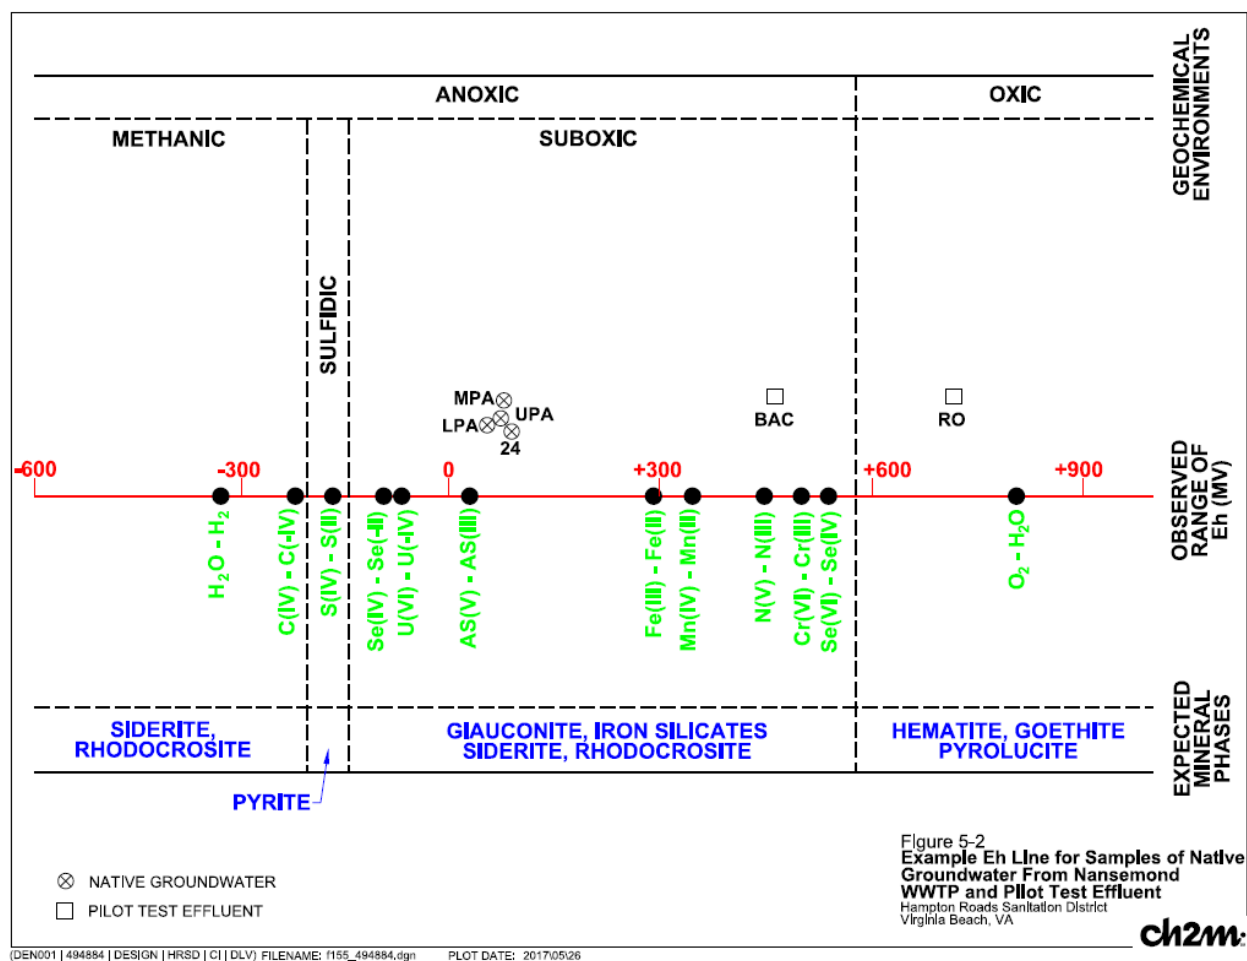 GEOCHEMICAL
ENVIRONMENTS
ANOXIC
OXIC
METHANIC
SUBOXIC
SULFIDIC
MPA
UPA
LPA
24
BAC
RO
-600
-300
0
+300
+600
+900
OBSERVED
RANGE OF
Eh (MV)
H2O - H2
C(IV) - C(-IV)
S(IV) - S(II)
Se(IV) - Se(-II)
U(VI) - U(-IV)
AS(V) - AS(III)
Fe(III) - Fe(II)
Mn(IV) - Mn(II)
N(V) - N(III)
Cr(VI) - Cr(III)
Se(VI) - Se(IV)
O2 - H2O
SIDERITE,
RHODOCROSITE
GIAUCONITE, IRON SILICATES
SIDERITE, RHODOCROSITE
HEMATITE, GOETHITE
PYROLUCITE
EXPECTED
MINERAL
PHASES
PYRITE
NATIVE GROUNDWATER
PILOT TEST EFFLUENT
Figure 5-2
Example Eh Line for Samples of Native
Groundwater From Nansemond
WWTP and Pilot Test Effluent
Hampton Roads Sanitation District
Virginia Beach, VA
ch2m:
(DEN001 | 494884 | DESIGN | HRSD | CI | DLV) FILENAME: f155_494884.dgn PLOT DATE: 2017\05\26